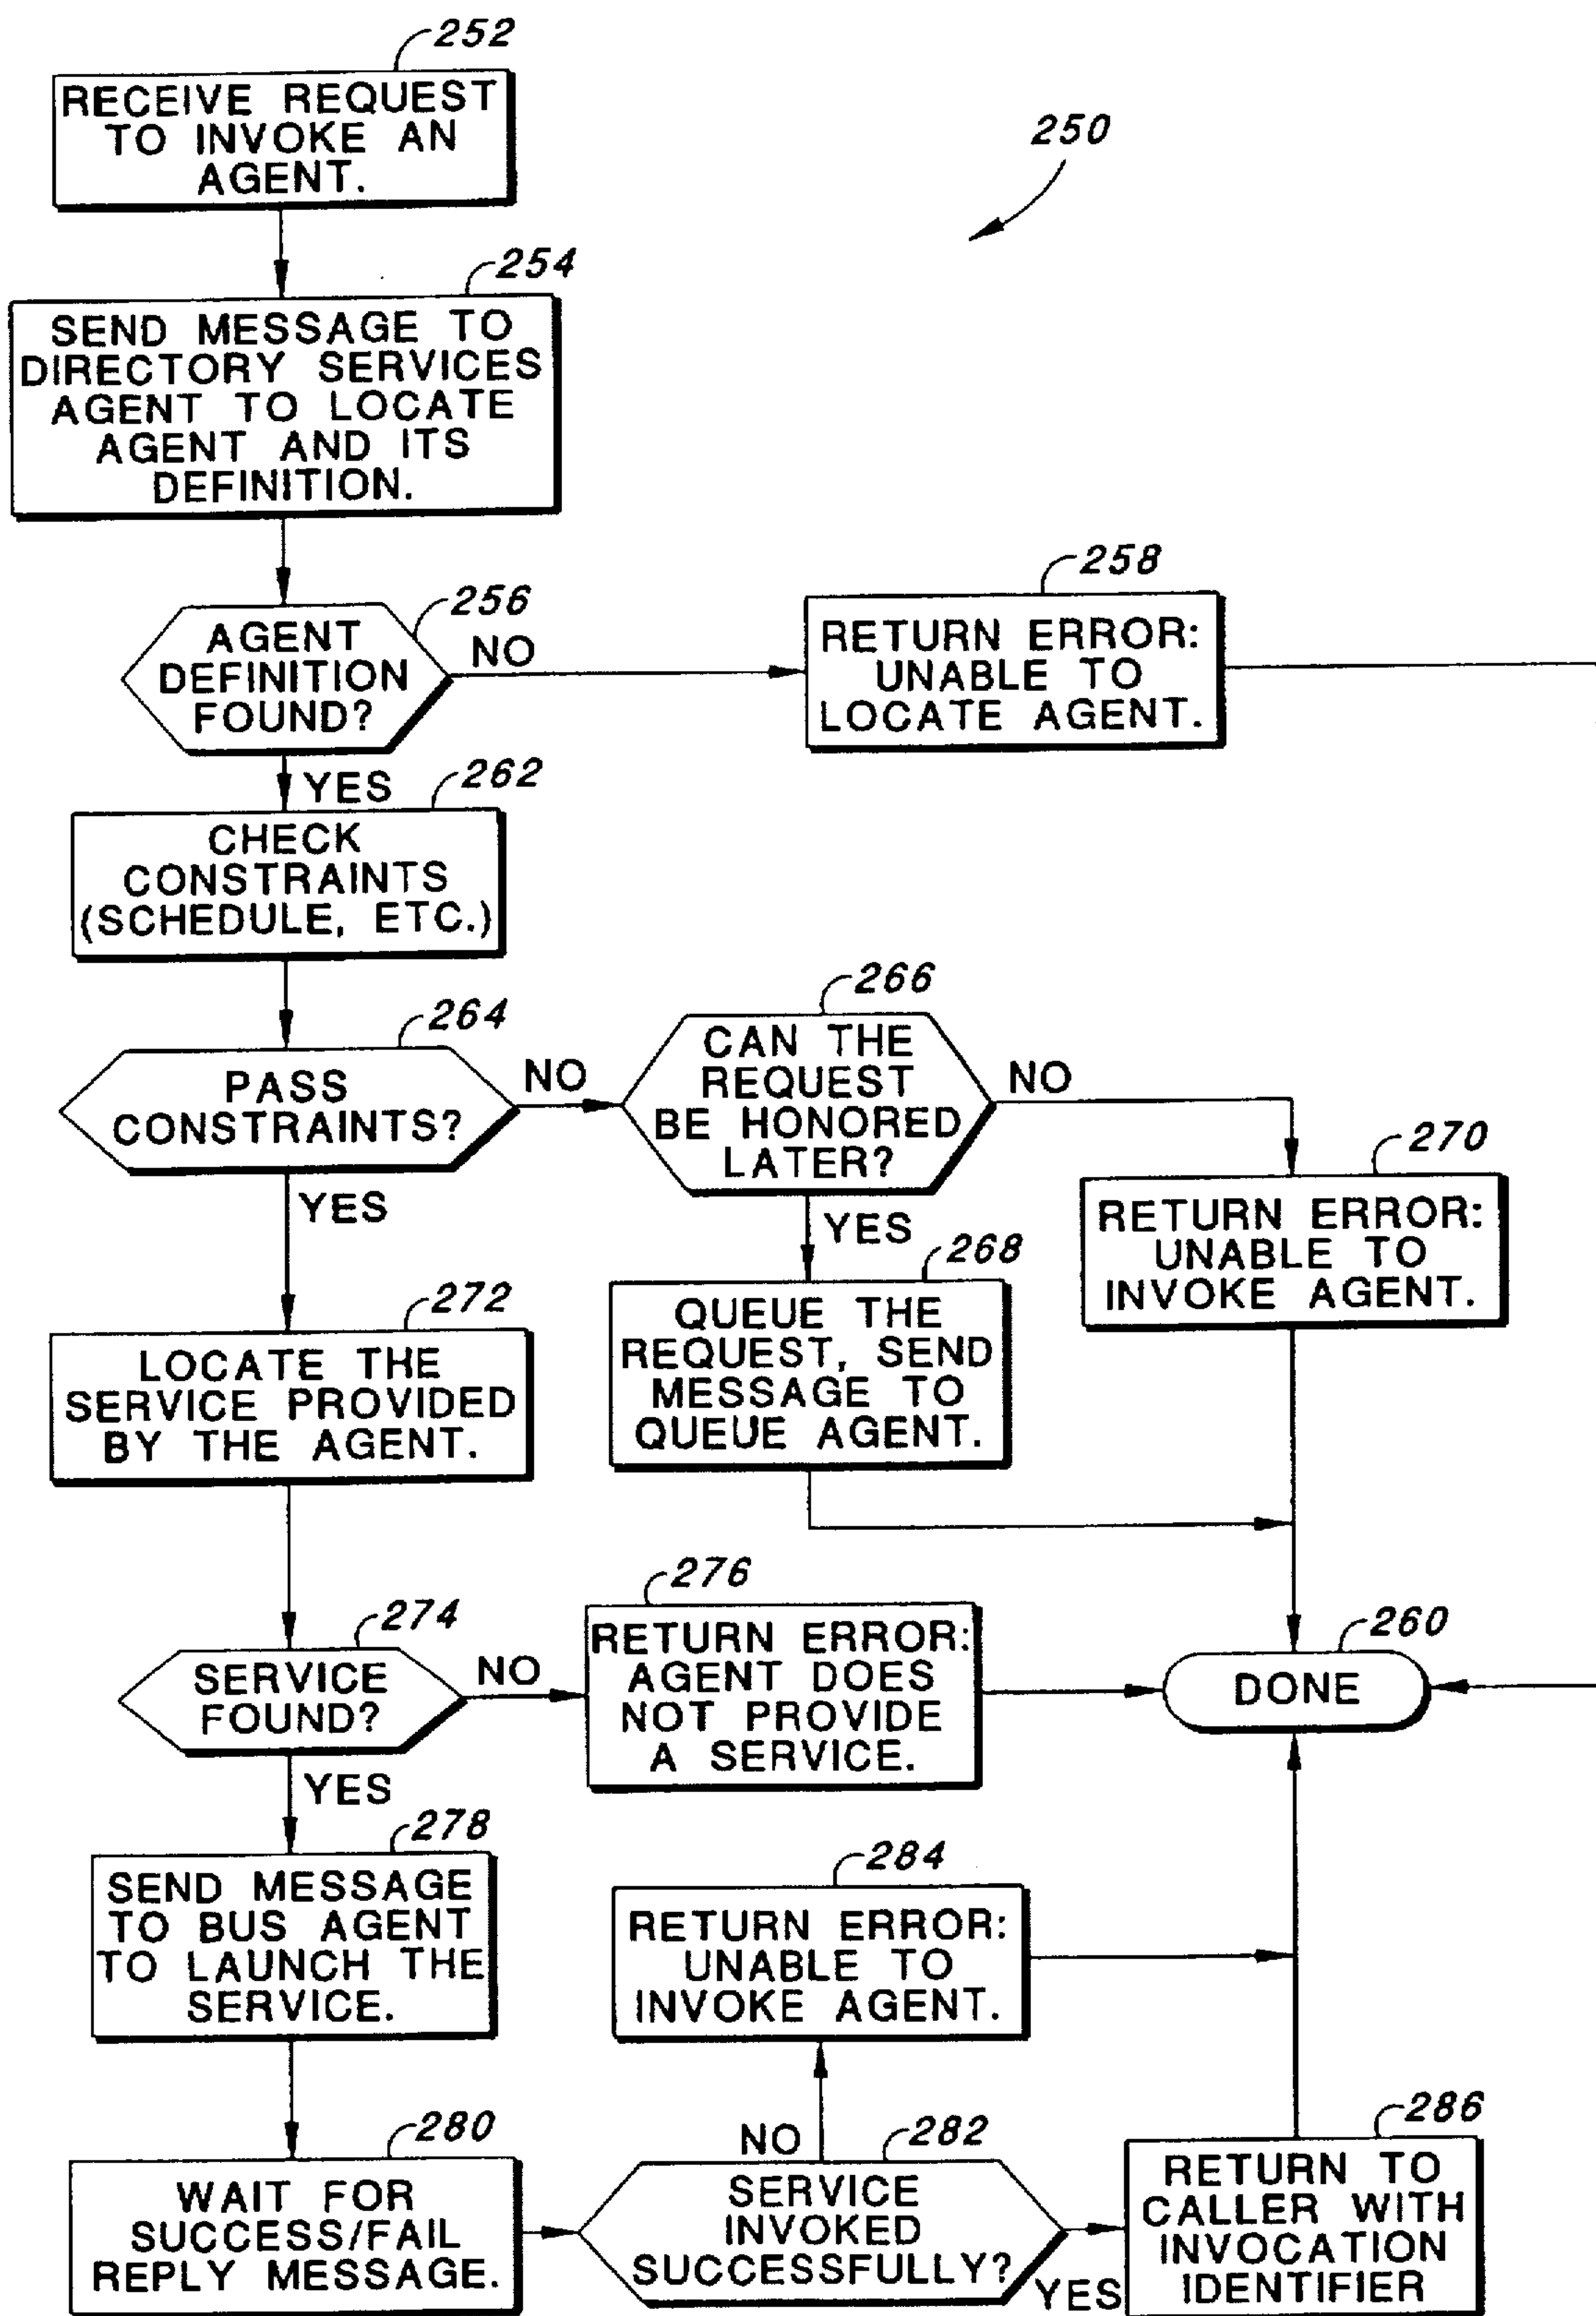 252
RECEIVE REQUEST
TO INVOKE AN
AGENT.
250
254
SEND MESSAGE TO
DIRECTORY SERVICES
AGENT TO LOCATE
AGENT AND ITS
DEFINITION.
256
AGENT
DEFINITION
FOUND?
NO
258
RETURN ERROR:
UNABLE TO
LOCATE AGENT.
YES
262
CHECK
CONSTRAINTS
(SCHEDULE, ETC.)
264
PASS
CONSTRAINTS?
NO
266
CAN THE
REQUEST
BE HONORED
LATER?
NO
270
RETURN ERROR:
UNABLE TO
INVOKE AGENT.
YES
YES
268
QUEUE THE
REQUEST, SEND
MESSAGE TO
QUEUE AGENT.
272
LOCATE THE
SERVICE PROVIDED
BY THE AGENT.
274
SERVICE
FOUND?
NO
276
RETURN ERROR:
AGENT DOES
NOT PROVIDE
A SERVICE.
260
DONE
YES
278
SEND MESSAGE
TO BUS AGENT
TO LAUNCH THE
SERVICE.
284
RETURN ERROR:
UNABLE TO
INVOKE AGENT.
280
WAIT FOR
SUCCESS/FAIL
REPLY MESSAGE.
NO
282
SERVICE
INVOKED
SUCCESSFULLY?
YES
286
RETURN TO
CALLER WITH
INVOCATION
IDENTIFIER